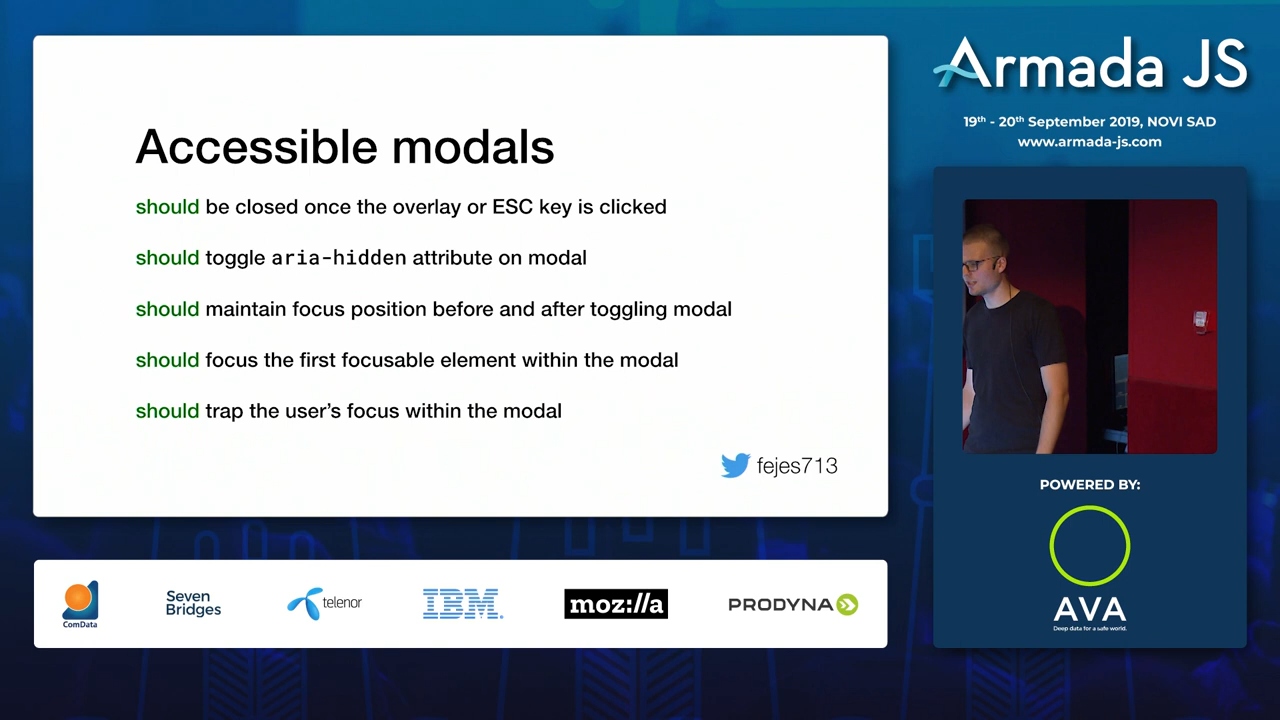 Accessible modals
should be closed once the overlay or ESC key is clicked
should toggle aria-hidden attribute on modal
should maintain focus position before and after toggling modal
should focus the first focusable element within the modal
should trap the user’s focus within the modal
fejes713
Armada JS
19th - 20th September 2019, NOVI SAD
www.armada-js.com
POWERED BY:
AVA
Deep data for a safe world.
ComData
Seven
Bridges
telenor
IBM
moz://a
PRODYNA